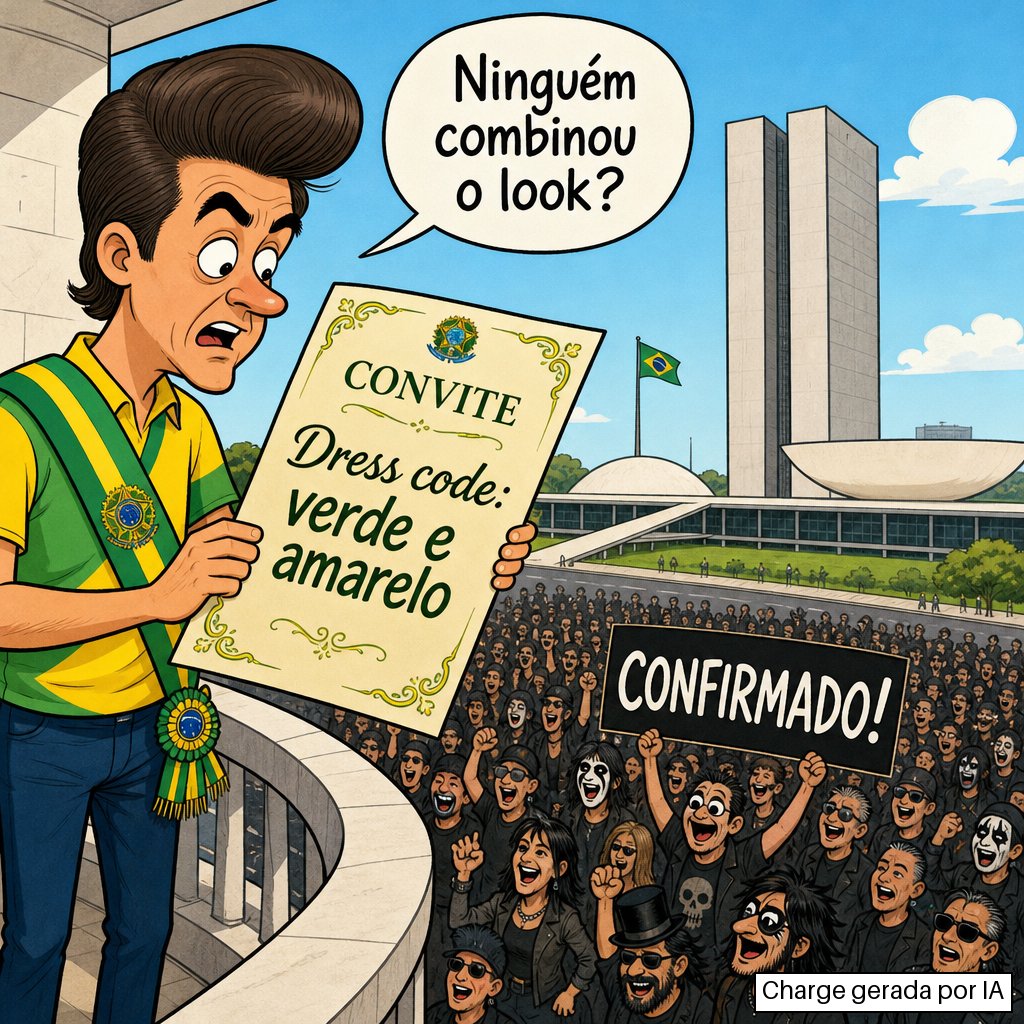 Ninguém
combinou
o look?
CONVITE
Dress code:
verde e
amarelo
CONFIRMADO!
Charge gerada por IA